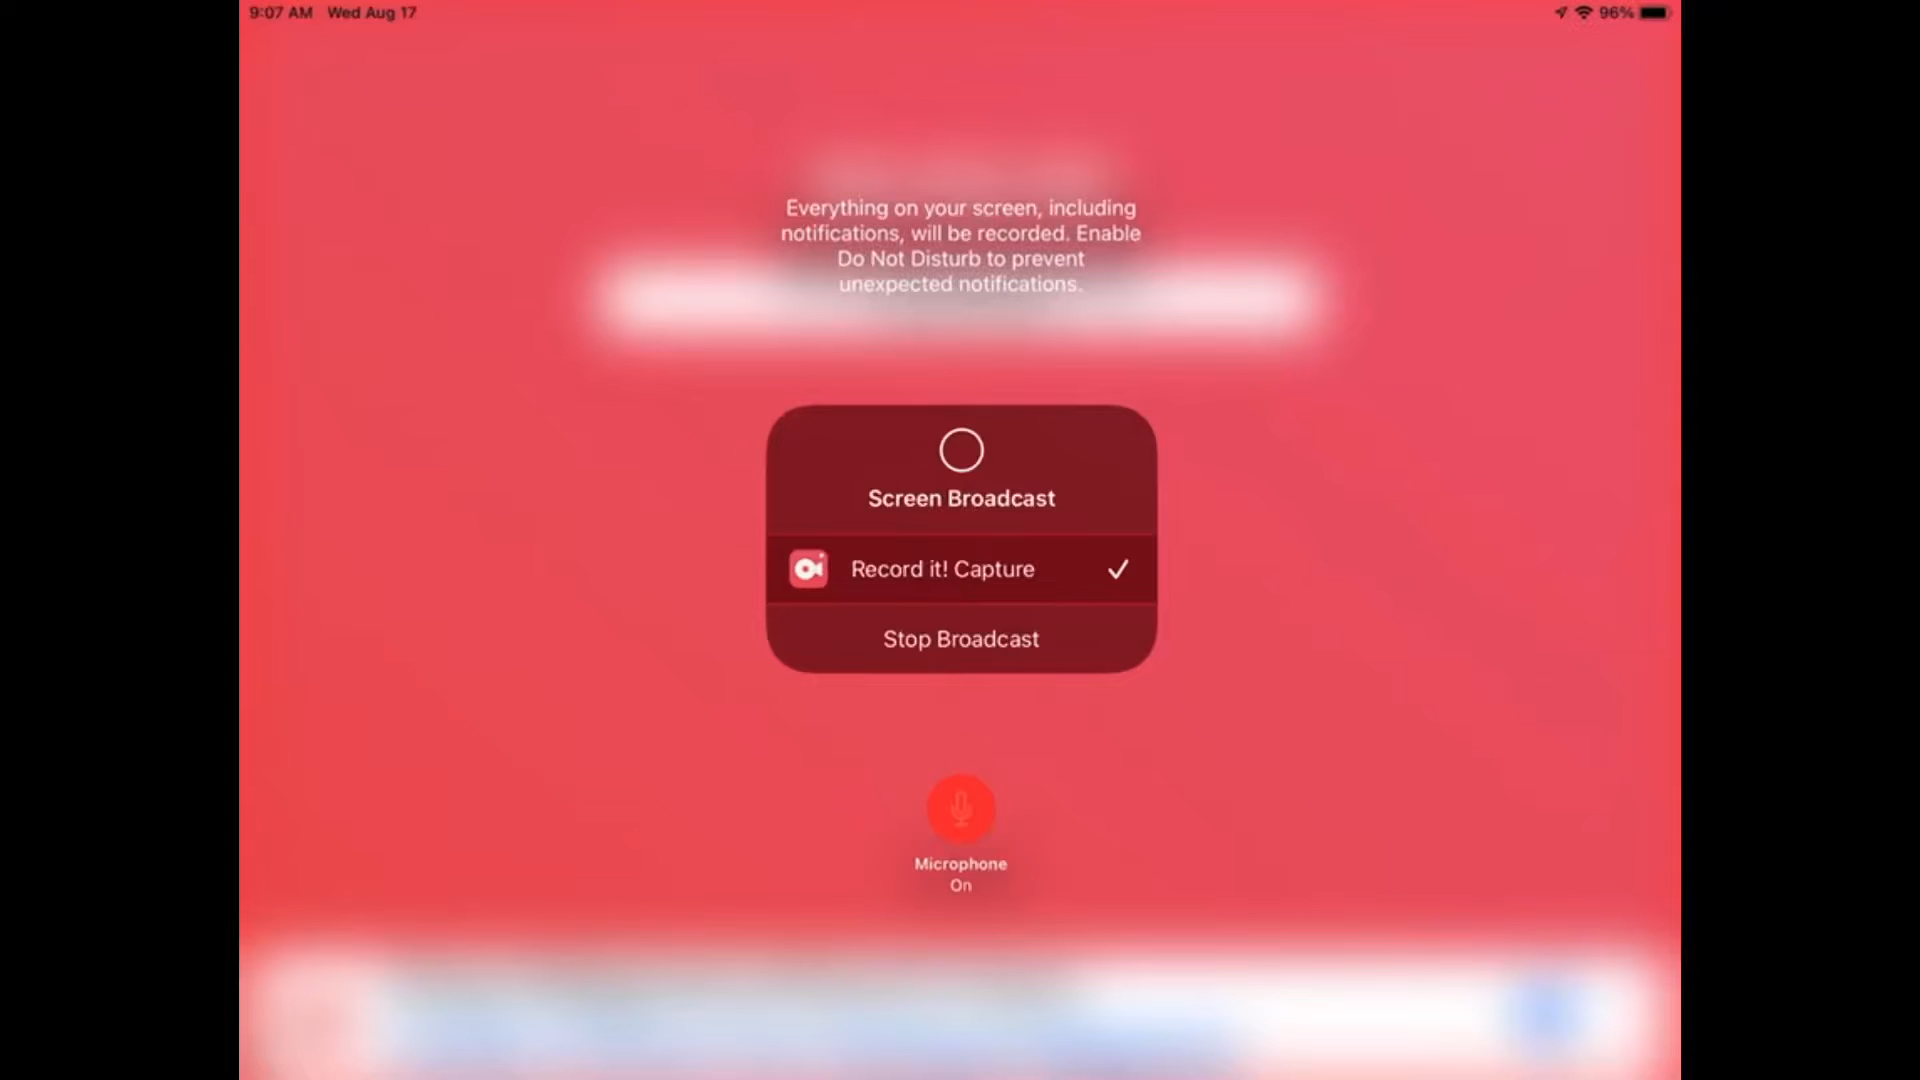 9:07 AM Wed Aug 17
96%
Everything on your screen, including
notifications, will be recorded. Enable
Do Not Disturb to prevent
unexpected notifications.
Screen Broadcast
Record it! Capture
Stop Broadcast
Microphone
On